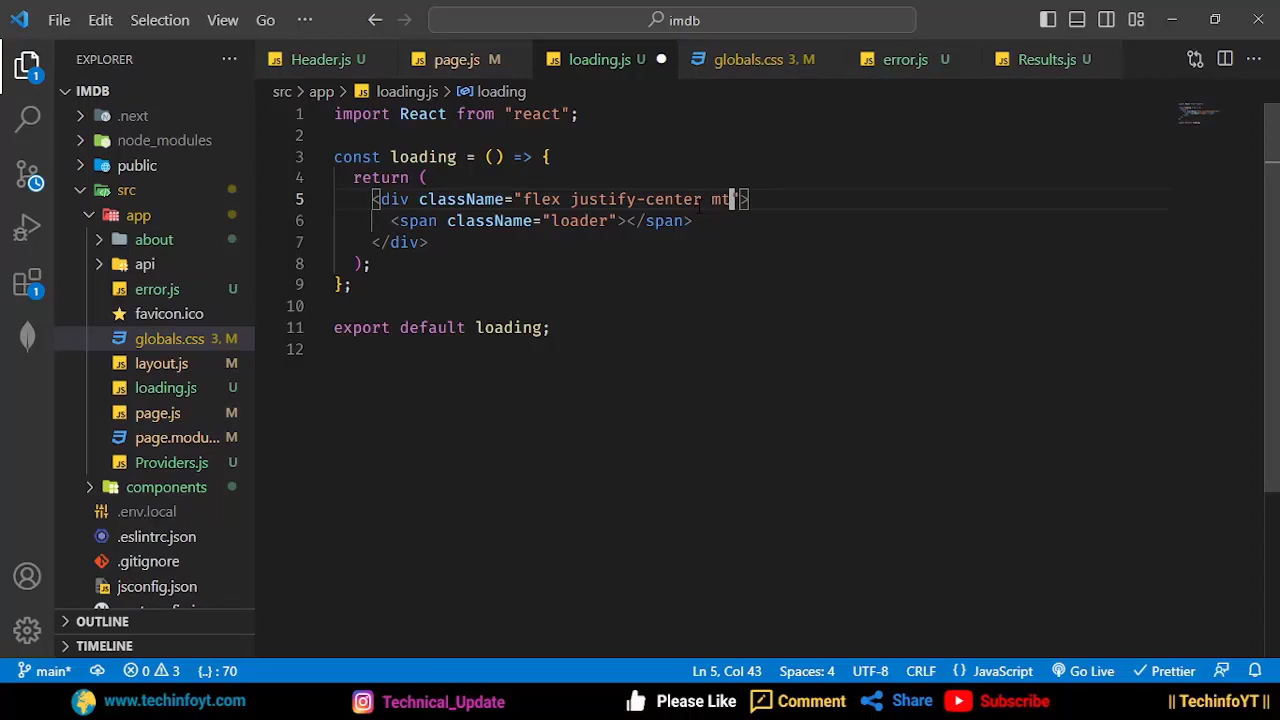 File Edit Selection View Go ··· imdb
EXPLORER ···
Header.js U page.js M loading.js U globals.css 3, M error.js U Results.js U ···
src > app > loading.js > loading
IMDB
.next
node_modules
public
src
app
about
api
error.js U
favicon.ico
globals.css 3, M
layout.js M
loading.js U
page.js M
page.modu... M
Providers.js U
components
.env.local
.eslintrc.json
.gitignore
jsconfig.json
OUTLINE
TIMELINE
1
1
1 import React from "react";
2
3 const loading = () => {
4 return (
5 <div className="flex justify-center mt">
6 <span className="loader"></span>
7 </div>
8 );
9 };
10
11 export default loading;
12
main* 0 3 {..} : 70 Ln 5, Col 43 Spaces: 4 UTF-8 CRLF {} JavaScript Go Live Prettier
www.techinfoyt.com Technical_Update Please Like Comment Share Subscribe || TechinfoYT ||